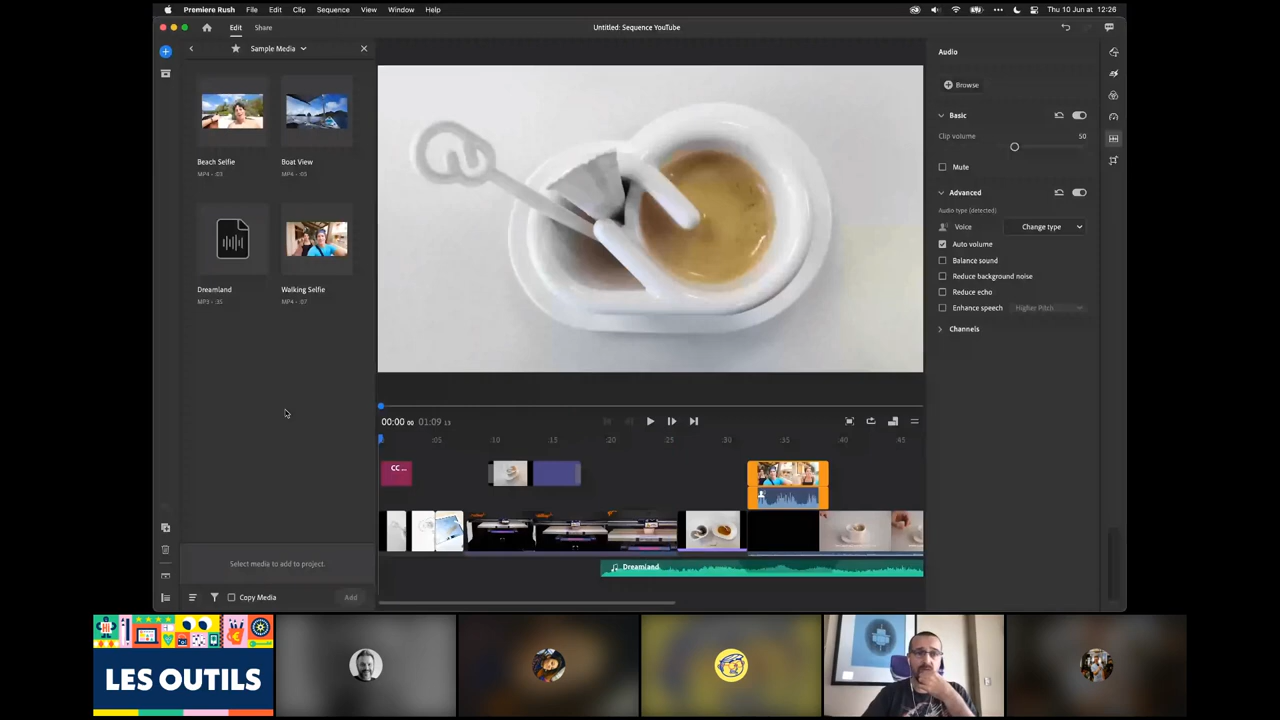 Premiere Rush File Edit Clip Sequence View Window Help
Thu 10 Jun at 12:26
Edit Share
Untitled: Sequence YouTube
Sample Media
Beach Selfie
MP4 - :03
Boat View
MP4 - :05
Dreamland
MP3 - :35
Walking Selfie
MP4 - :07
Select media to add to project.
Copy Media
Add
Audio
Browse
Basic
Clip volume 50
Mute
Advanced
Audio type (detected)
Voice Change type
Auto volume
Balance sound
Reduce background noise
Reduce echo
Enhance speech Higher Pitch
Channels
00:00 00 01:09 13
:05 :10 :15 :20 :25 :30 :35 :40 :45
CC ...
Dreamland
HI
LES OUTILS